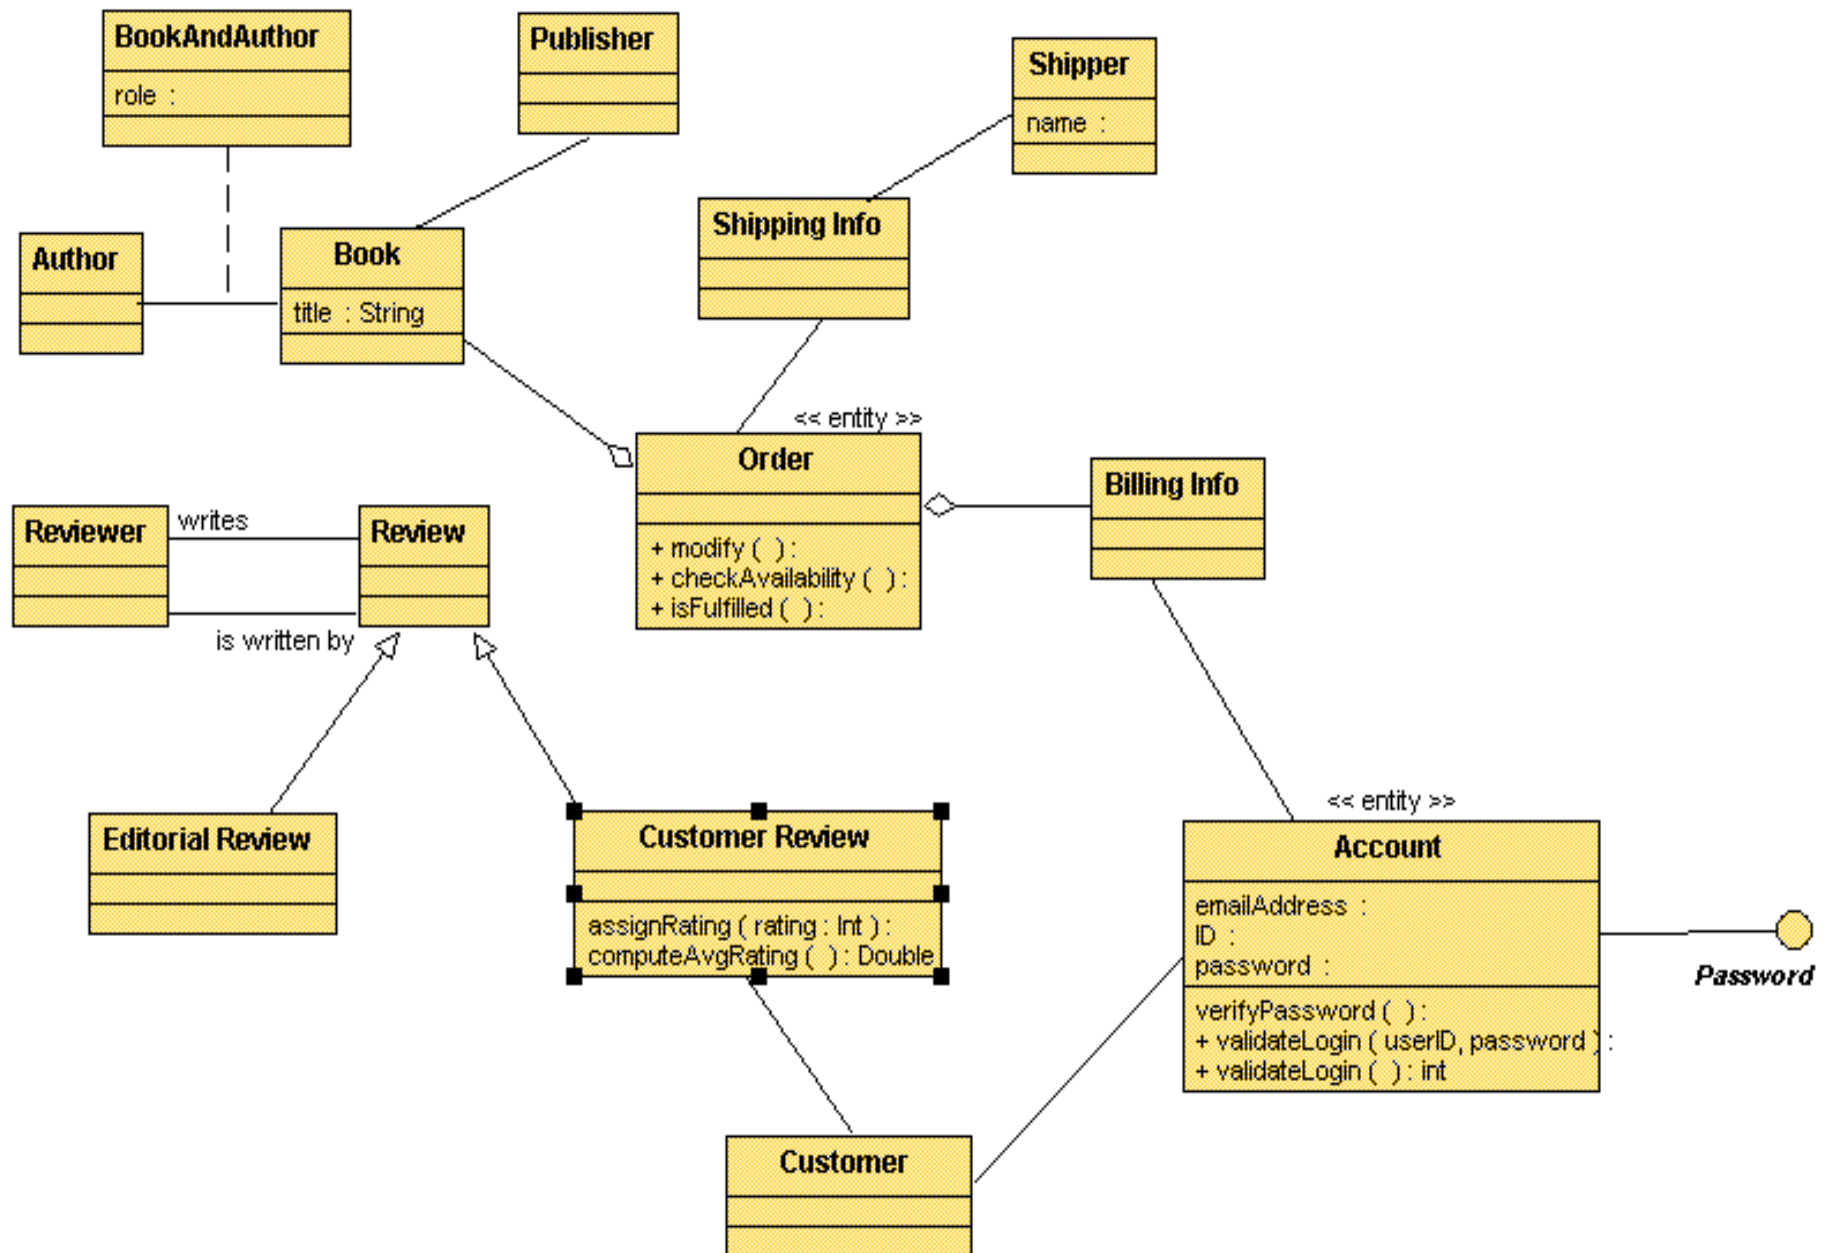 BookAndAuthor
role :
Publisher
Shipper
name :
Shipping Info
Author
Book
title : String
<< entity >>
Order
+ modify ( ) :
+ checkAvailability ( ) :
+ isFulfilled ( ) :
Billing Info
Reviewer
writes
Review
is written by
Editorial Review
Customer Review
assignRating ( rating : Int ) :
computeAvgRating ( ) : Double
<< entity >>
Account
emailAddress :
ID :
password :
verifyPassword ( ) :
+ validateLogin ( userID, password ) :
+ validateLogin ( ) : int
Password
Customer